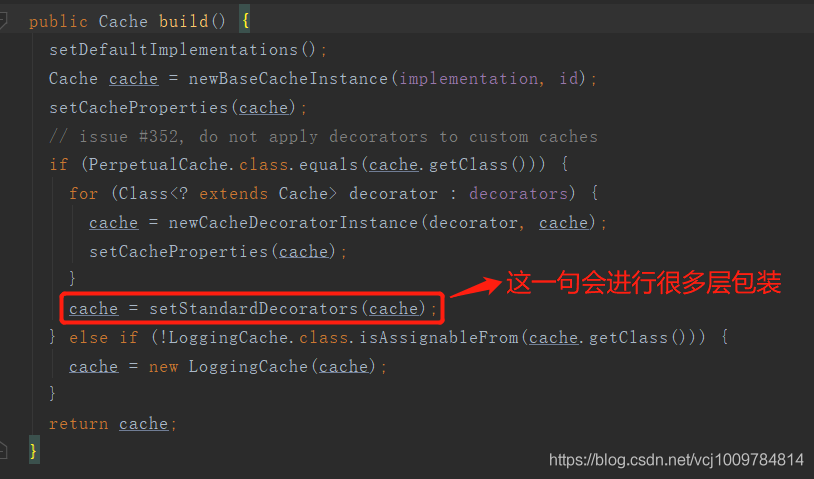 public Cache build() {
setDefaultImplementations();
Cache cache = newBaseCacheInstance(implementation, id);
setCacheProperties(cache);
// issue #352, do not apply decorators to custom caches
if (PerpetualCache.class.equals(cache.getClass())) {
for (Class<? extends Cache> decorator : decorators) {
cache = newCacheDecoratorInstance(decorator, cache);
setCacheProperties(cache);
}
cache = setStandardDecorators(cache); 这一句会进行很多层包装
} else if (!LoggingCache.class.isAssignableFrom(cache.getClass())) {
cache = new LoggingCache(cache);
}
return cache;
}
https://blog.csdn.net/vcj1009784814